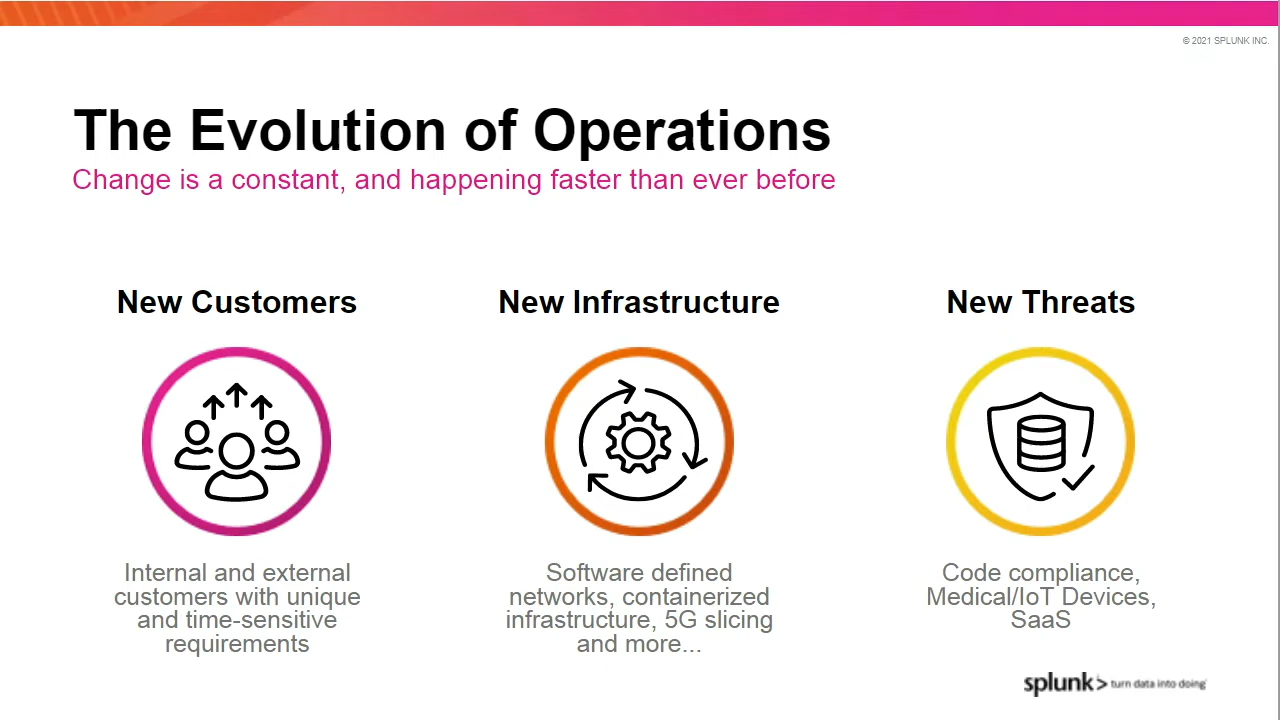 © 2021 SPLUNK INC.
The Evolution of Operations
Change is a constant, and happening faster than ever before
New Customers
Internal and external
customers with unique
and time-sensitive
requirements
New Infrastructure
Software defined
networks, containerized
infrastructure, 5G slicing
and more...
New Threats
Code compliance,
Medical/IoT Devices,
SaaS
splunk> turn data into doing